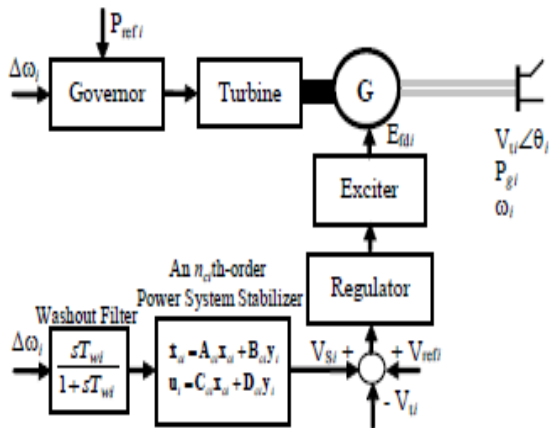 P_ref i
Δω_i
Governor
Turbine
G
E_fdi
V_ti∠θ_i
P_gi
ω_i
Exciter
An n_ci th-order
Power System Stabilizer
Regulator
Washout Filter
Δω_i
sT_wi
1+sT_wi
ẋ_ci=A_ci x_ci+B_ci y_i
u_i=C_ci x_ci+D_ci y_i
V_Si +
+ V_refi
- V_ti